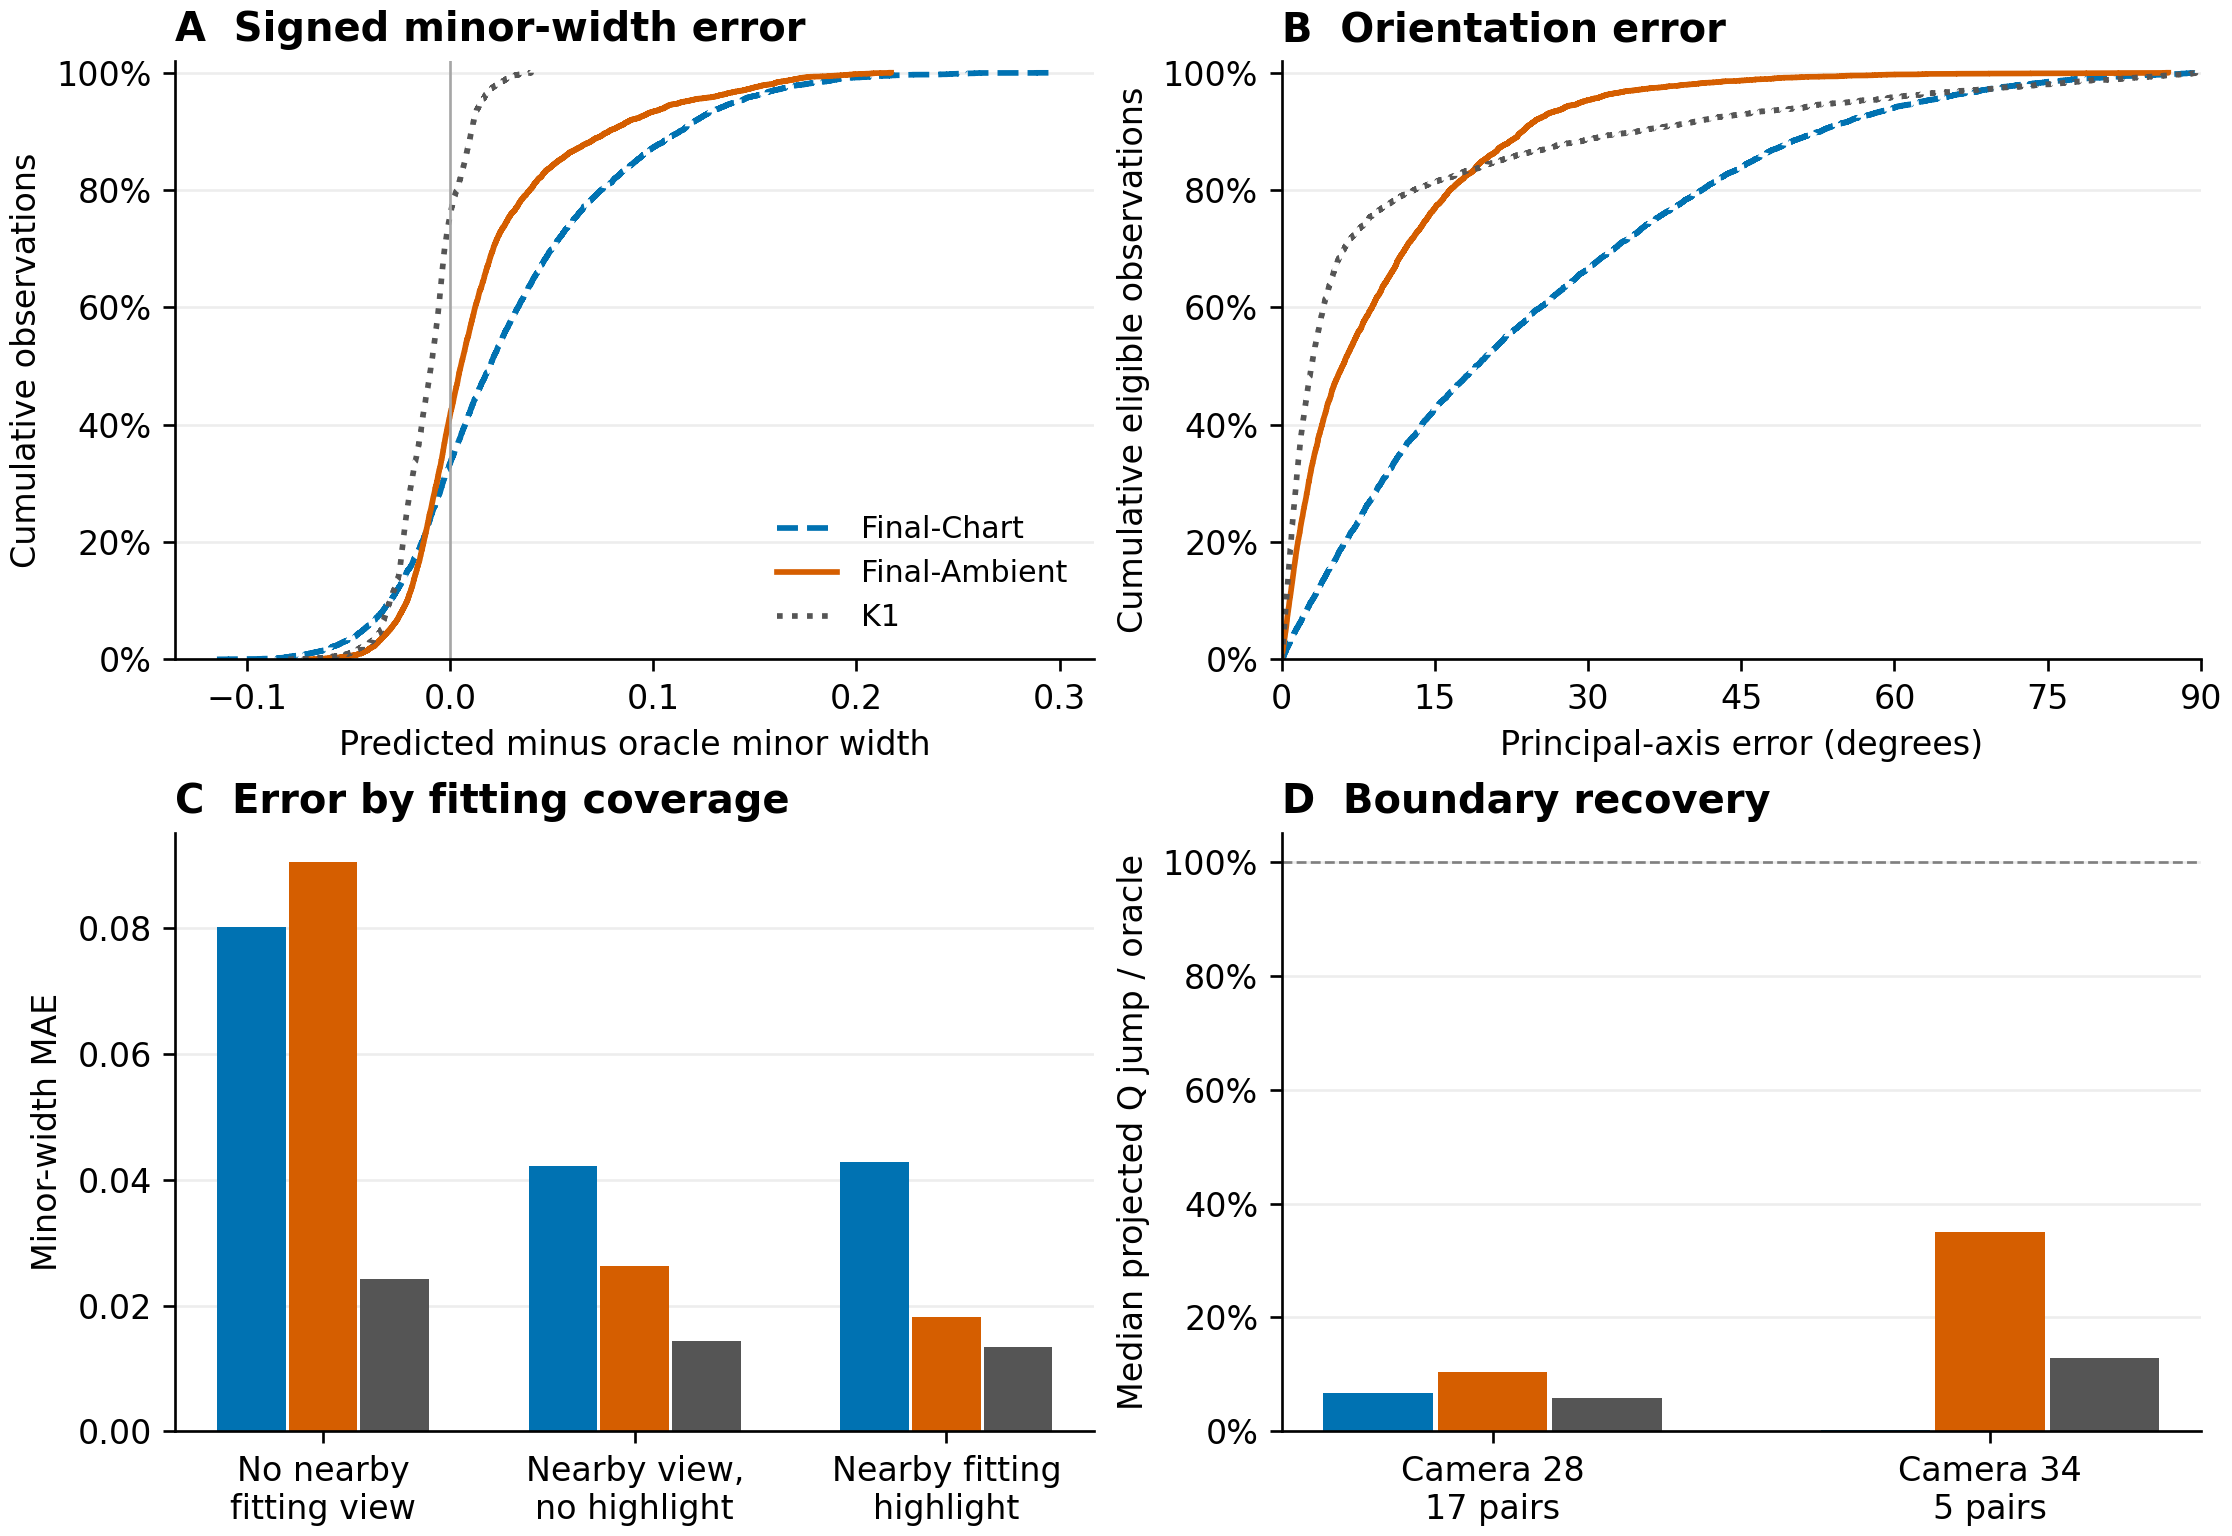 A  Signed minor-width error
Cumulative observations
100%
80%
60%
40%
20%
0%
−0.1
0.0
0.1
0.2
0.3
Predicted minus oracle minor width
Final-Chart
Final-Ambient
K1
B  Orientation error
Cumulative eligible observations
100%
80%
60%
40%
20%
0%
0
15
30
45
60
75
90
Principal-axis error (degrees)
C  Error by fitting coverage
Minor-width MAE
0.08
0.06
0.04
0.02
0.00
No nearby
fitting view
Nearby view,
no highlight
Nearby fitting
highlight
D  Boundary recovery
Median projected Q jump / oracle
100%
80%
60%
40%
20%
0%
Camera 28
17 pairs
Camera 34
5 pairs